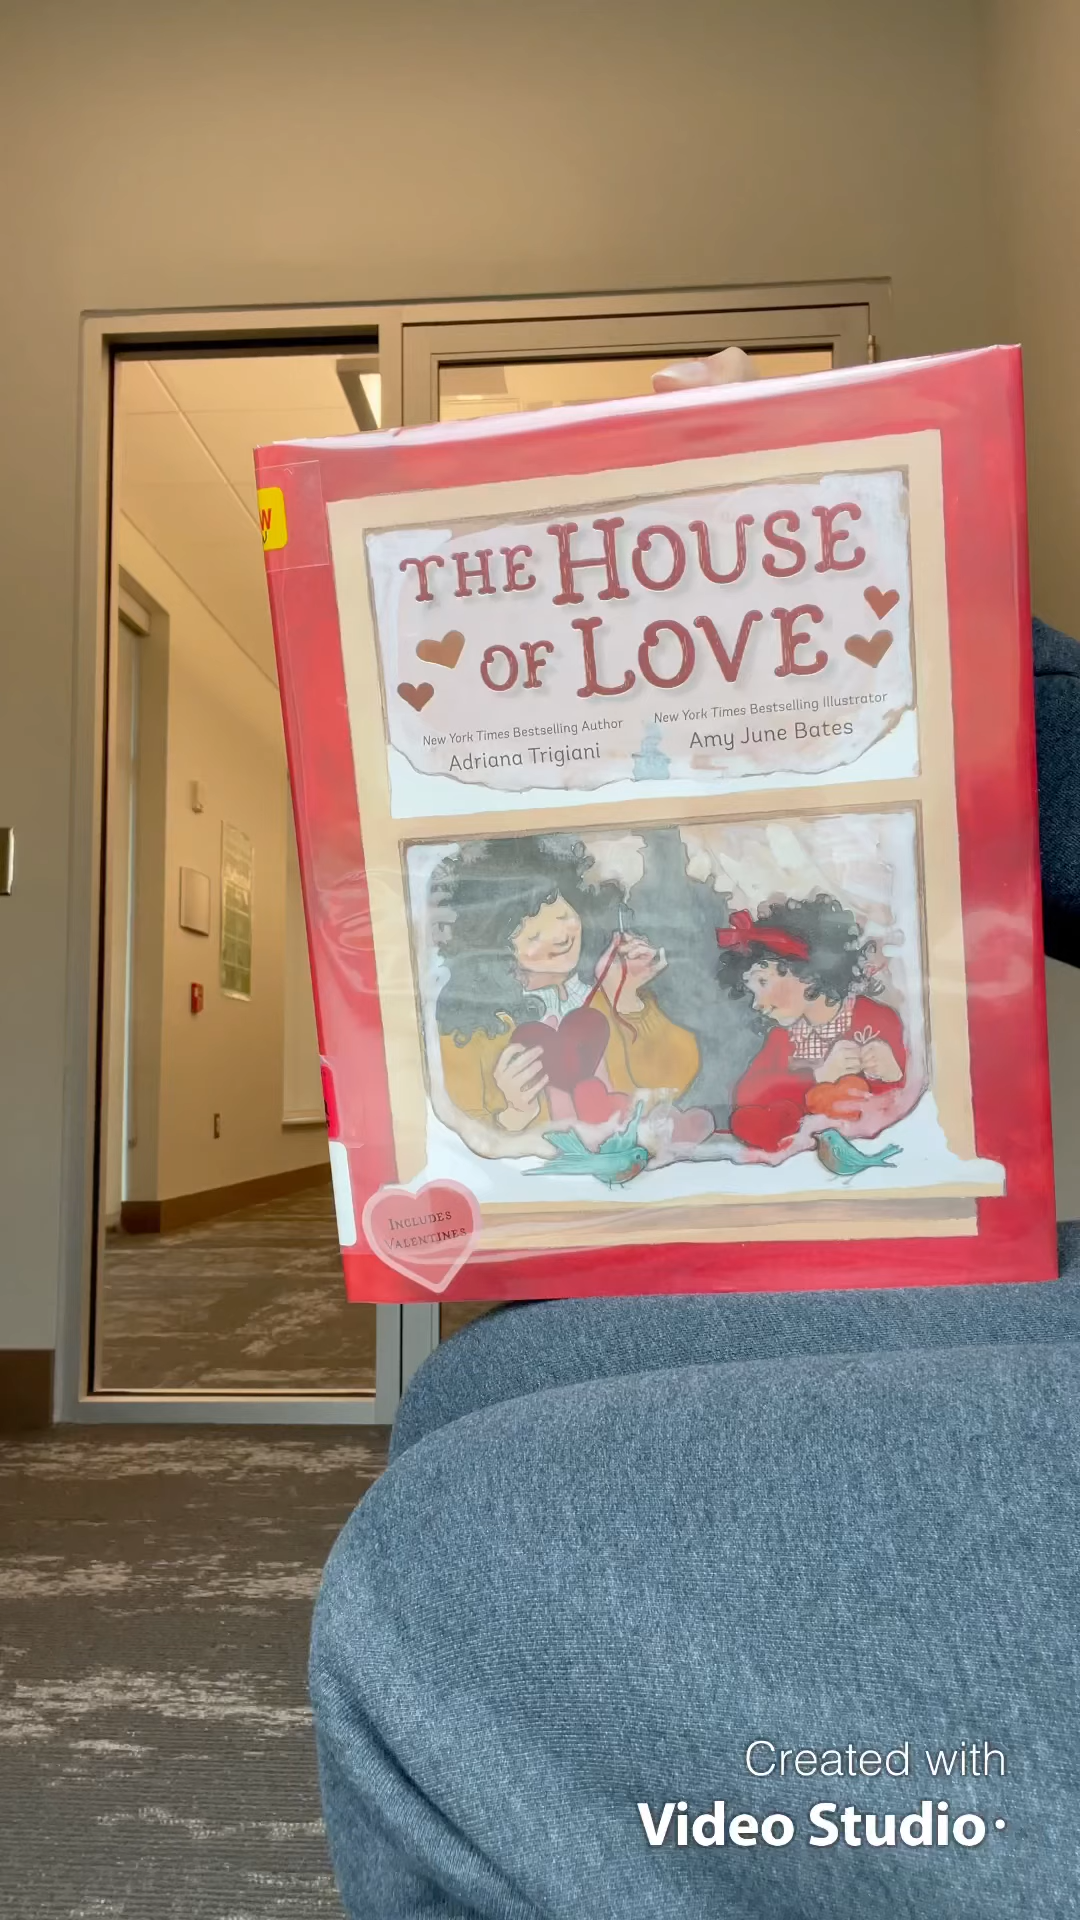 THE HOUSE
OF LOVE
New York Times Bestselling Author
Adriana Trigiani
New York Times Bestselling Illustrator
Amy June Bates
INCLUDES
VALENTINES
Created with
Video Studio